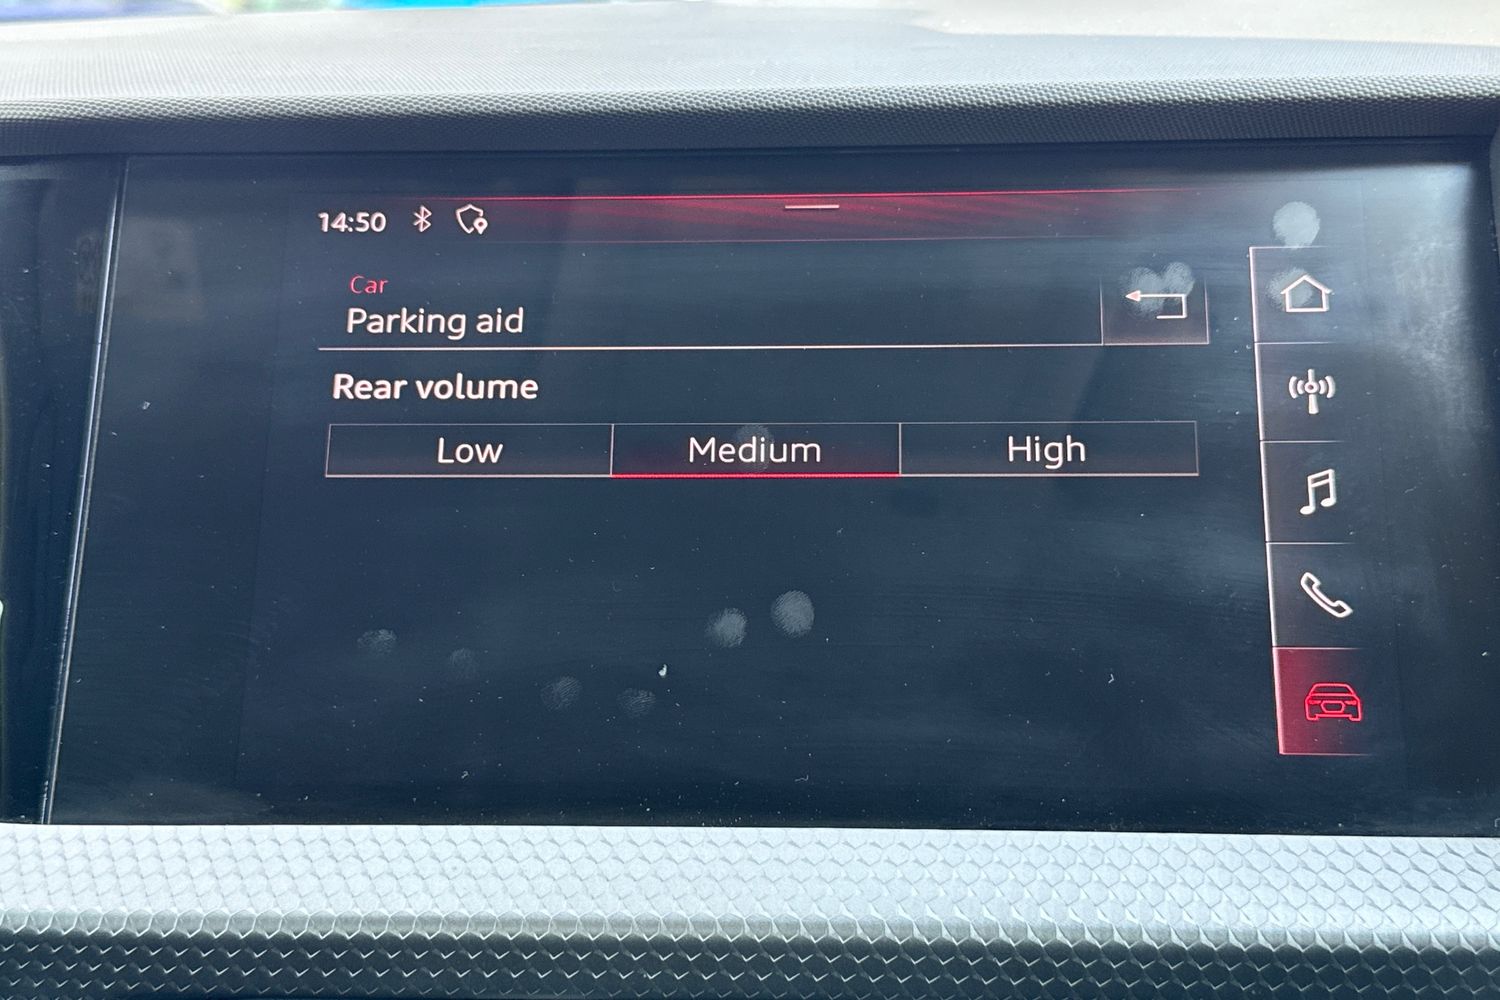 14:50
Car
Parking aid
Rear volume
Low Medium High